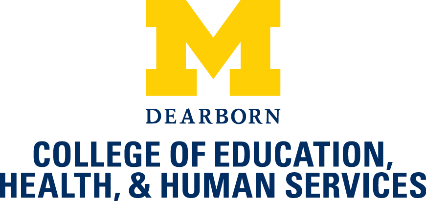 M
DEARBORN
COLLEGE OF EDUCATION,
HEALTH, & HUMAN SERVICES